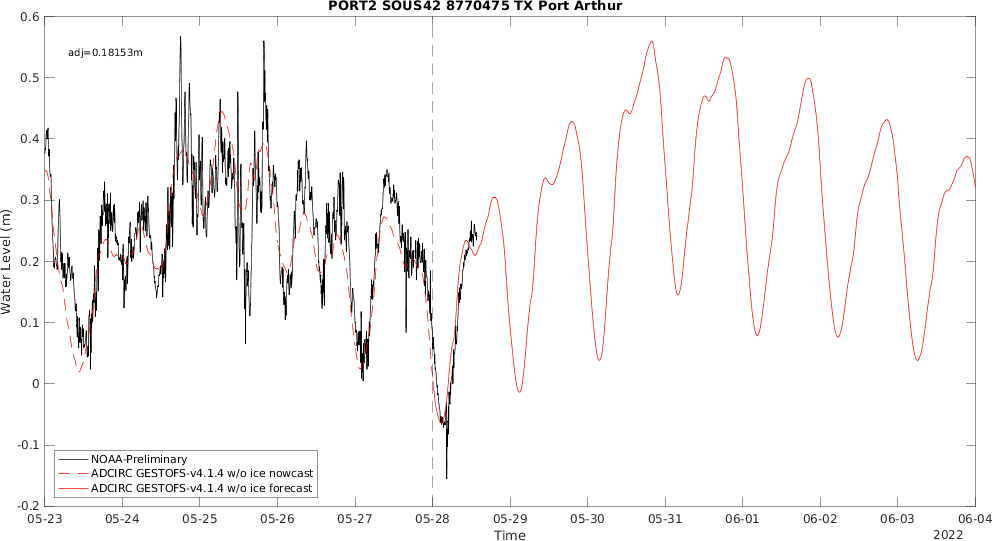 PORT2 SOUS42 8770475 TX Port Arthur
0.6
adj=0.18153m
0.5
0.4
0.3
0.2
0.1
0
-0.1
-0.2
Water Level (m)
NOAA-Preliminary
ADCIRC GESTOFS-v4.1.4 w/o ice nowcast
ADCIRC GESTOFS-v4.1.4 w/o ice forecast
05-23 05-24 05-25 05-26 05-27 05-28 05-29 05-30 05-31 06-01 06-02 06-03 06-04
Time
2022